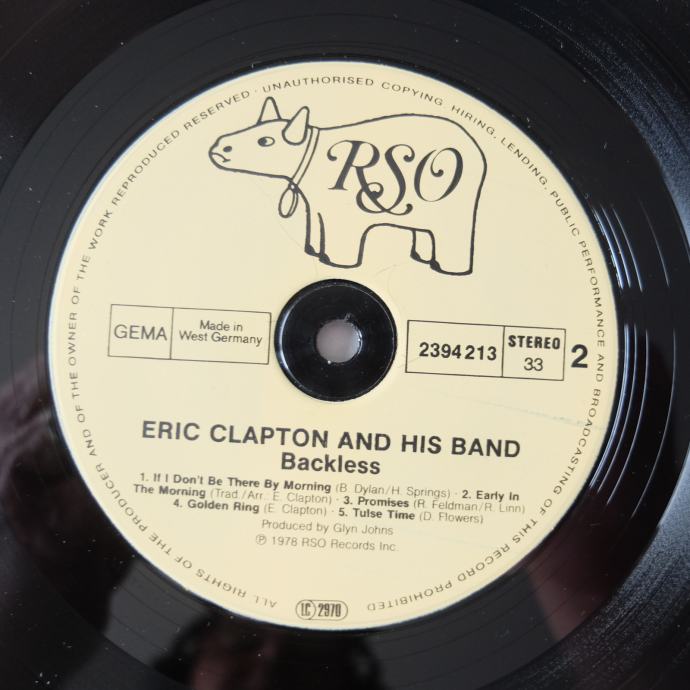 ALL RIGHTS OF THE PRODUCER AND OF THE OWNER OF THE WORK REPRODUCED RESERVED · UNAUTHORISED COPYING, HIRING, LENDING, PUBLIC PERFORMANCE AND BROADCASTING OF THIS RECORD PROHIBITED
RSO
GEMA
Made in
West Germany
2394 213
STEREO
33
2
ERIC CLAPTON AND HIS BAND
Backless
1. If I Don't Be There By Morning (B. Dylan/H. Springs) · 2. Early In
The Morning (Trad./Arr.: E. Clapton) · 3. Promises (R. Feldman/R. Linn)
4. Golden Ring (E. Clapton) · 5. Tulse Time (D. Flowers)
Produced by Glyn Johns
℗ 1978 RSO Records Inc.
LC 2970